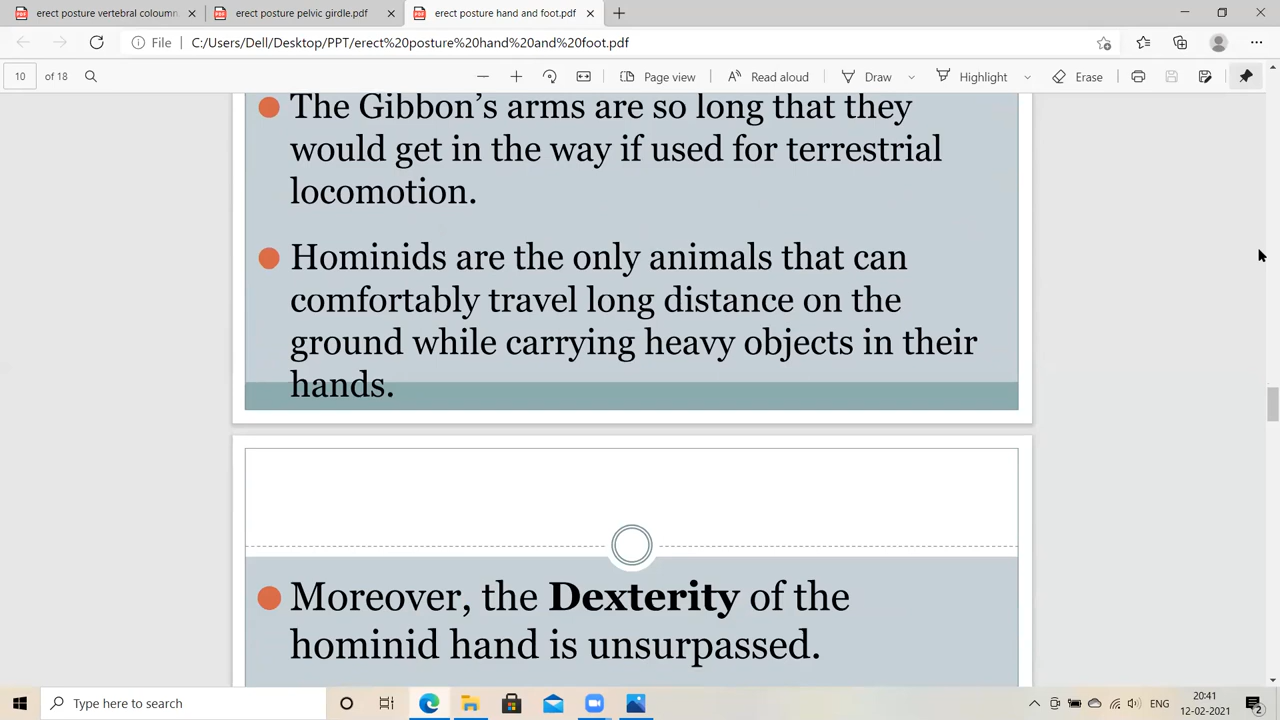 erect posture vertebral coloumn
erect posture pelvic girdle.pdf
erect posture hand and foot.pdf
File
C:/Users/Dell/Desktop/PPT/erect%20posture%20hand%20and%20foot.pdf
10 of 18
Page view
Read aloud
Draw
Highlight
Erase
The Gibbon's arms are so long that they
would get in the way if used for terrestrial
locomotion.
Hominids are the only animals that can
comfortably travel long distance on the
ground while carrying heavy objects in their
hands.
Moreover, the Dexterity of the
hominid hand is unsurpassed.
Type here to search
ENG
20:41
12-02-2021
2